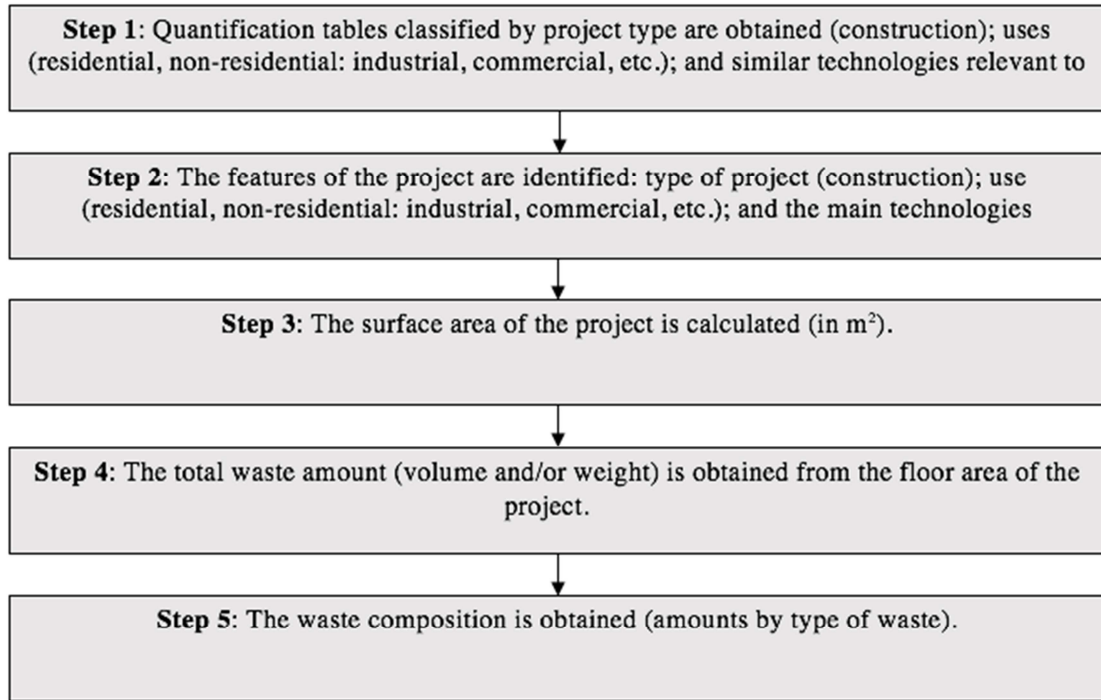 Step 1: Quantification tables classified by project type are obtained (construction); uses
(residential, non-residential: industrial, commercial, etc.); and similar technologies relevant to
Step 2: The features of the project are identified: type of project (construction); use
(residential, non-residential: industrial, commercial, etc.); and the main technologies
Step 3: The surface area of the project is calculated (in m²).
Step 4: The total waste amount (volume and/or weight) is obtained from the floor area of the
project.
Step 5: The waste composition is obtained (amounts by type of waste).